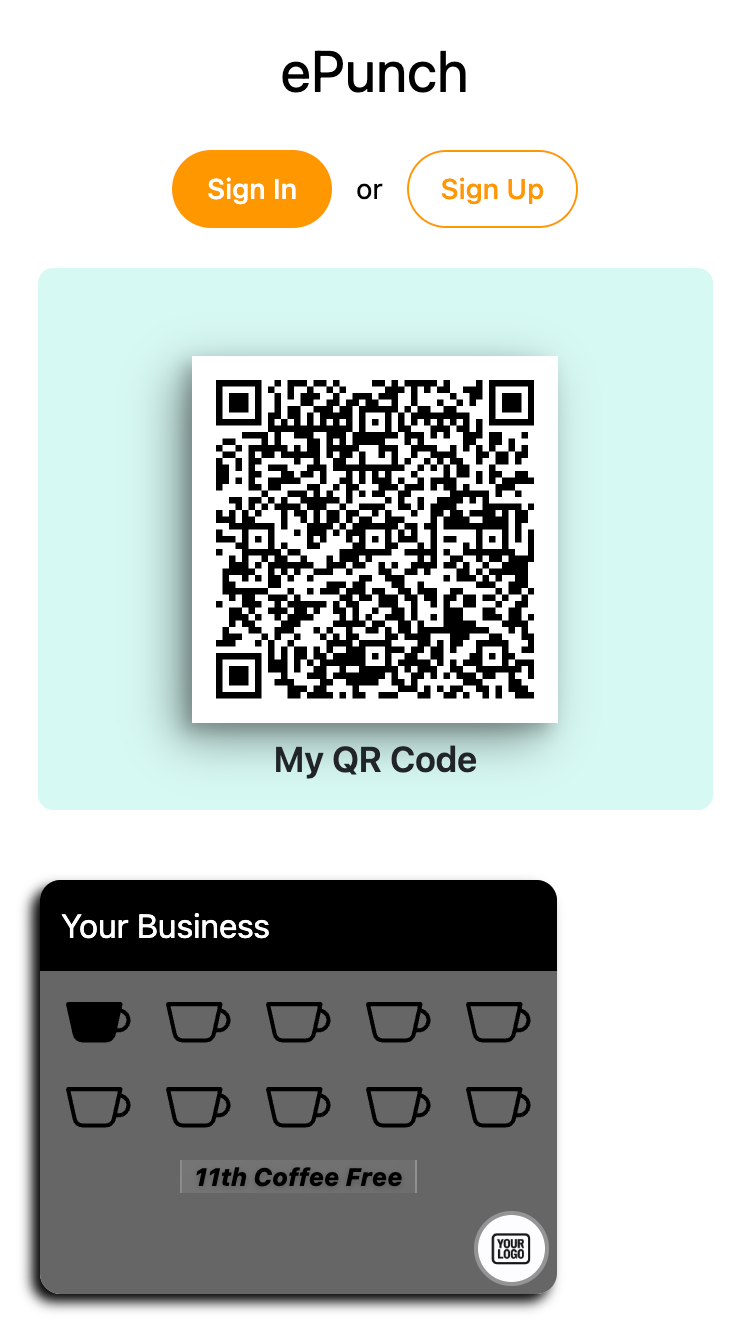 ePunch
Sign In or Sign Up
My QR Code
Your Business
11th Coffee Free
YOUR
LOGO